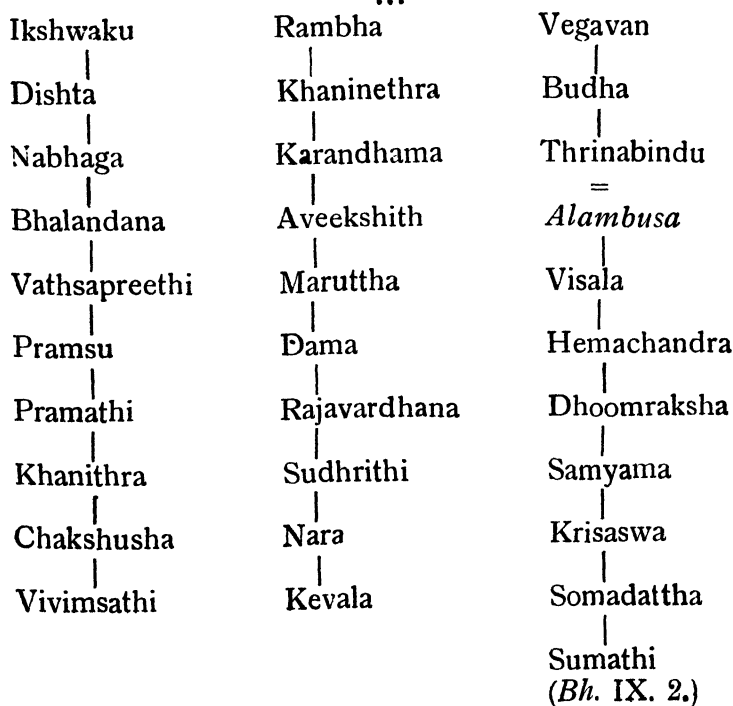 Ikshwaku
Dishta
Nabhaga
Bhalandana
Vathsapreethi
Pramsu
Pramathi
Khanithra
Chakshusha
Vivimsathi
Rambha
Khaninethra
Karandhama
Aveekshith
Maruttha
Dama
Rajavardhana
Sudhrithi
Nara
Kevala
Vegavan
Budha
Thrinabindu
=
Alambusa
Visala
Hemachandra
Dhoomraksha
Samyama
Krisaswa
Somadattha
Sumathi
(Bh. IX. 2.)